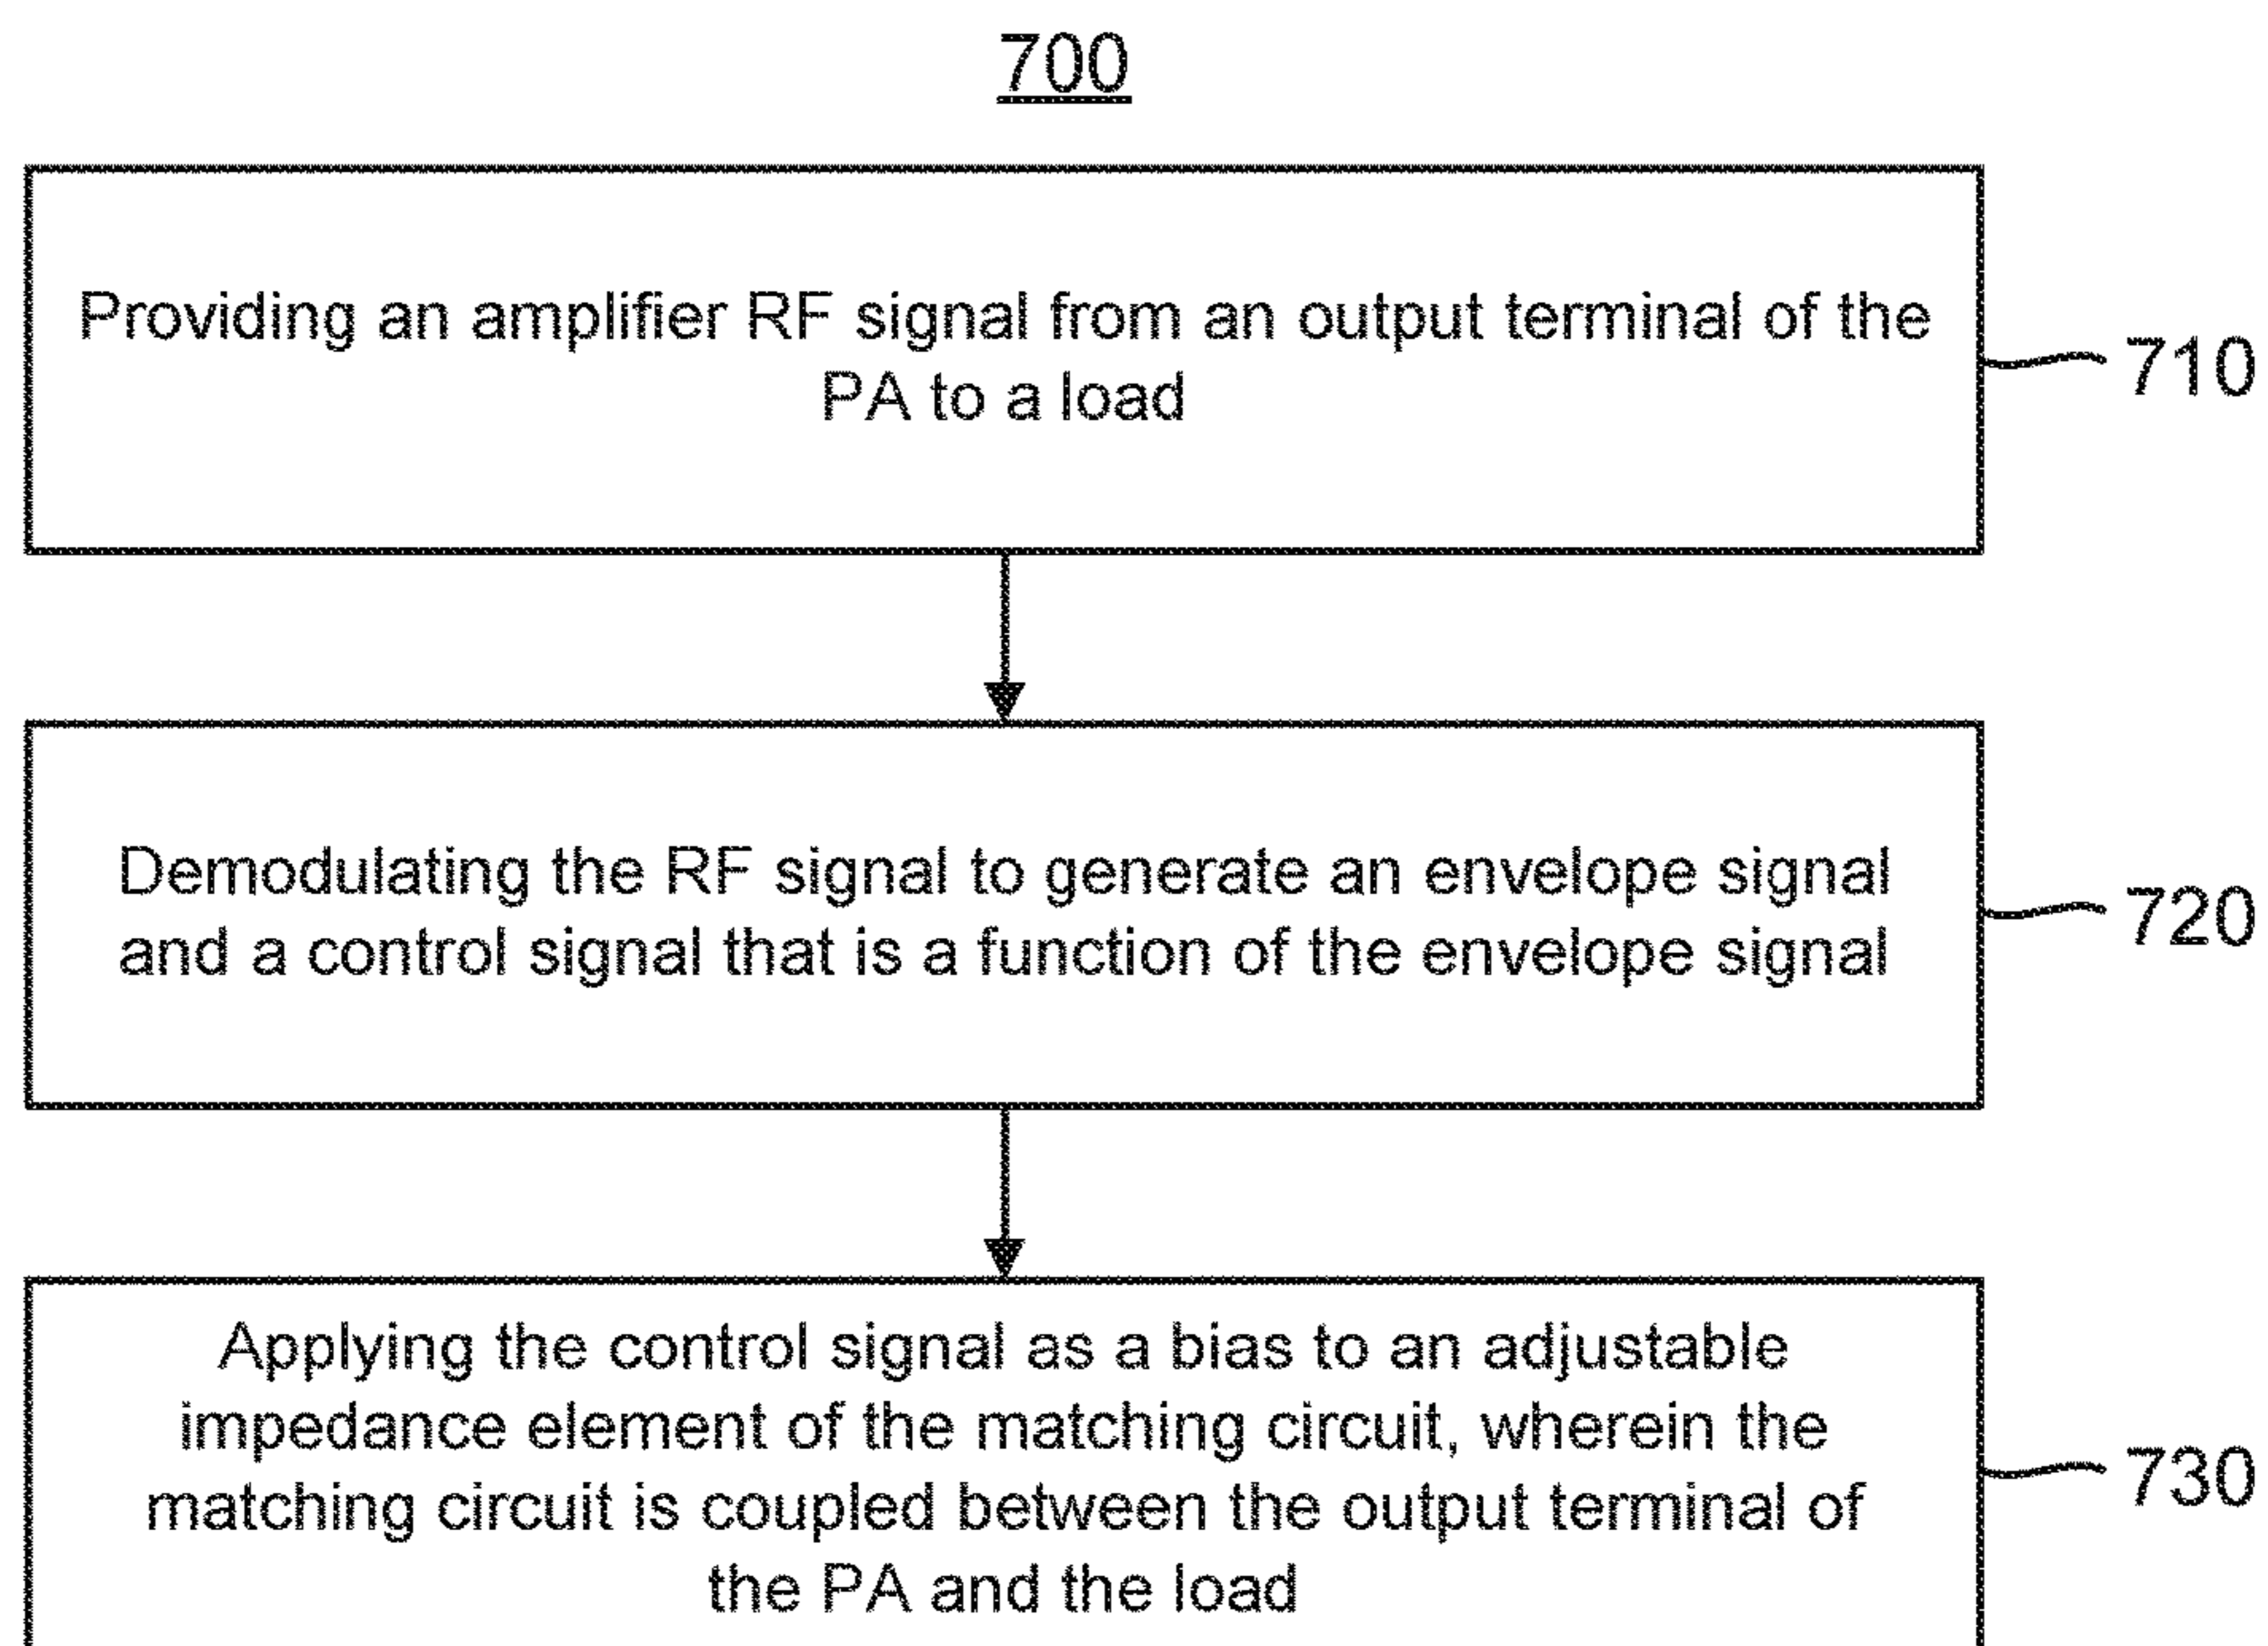 700
Providing an amplifier RF signal from an output terminal of the
PA to a load
710
Demodulating the RF signal to generate an envelope signal
and a control signal that is a function of the envelope signal
720
Applying the control signal as a bias to an adjustable
impedance element of the matching circuit, wherein the
matching circuit is coupled between the output terminal of
the PA and the load
730